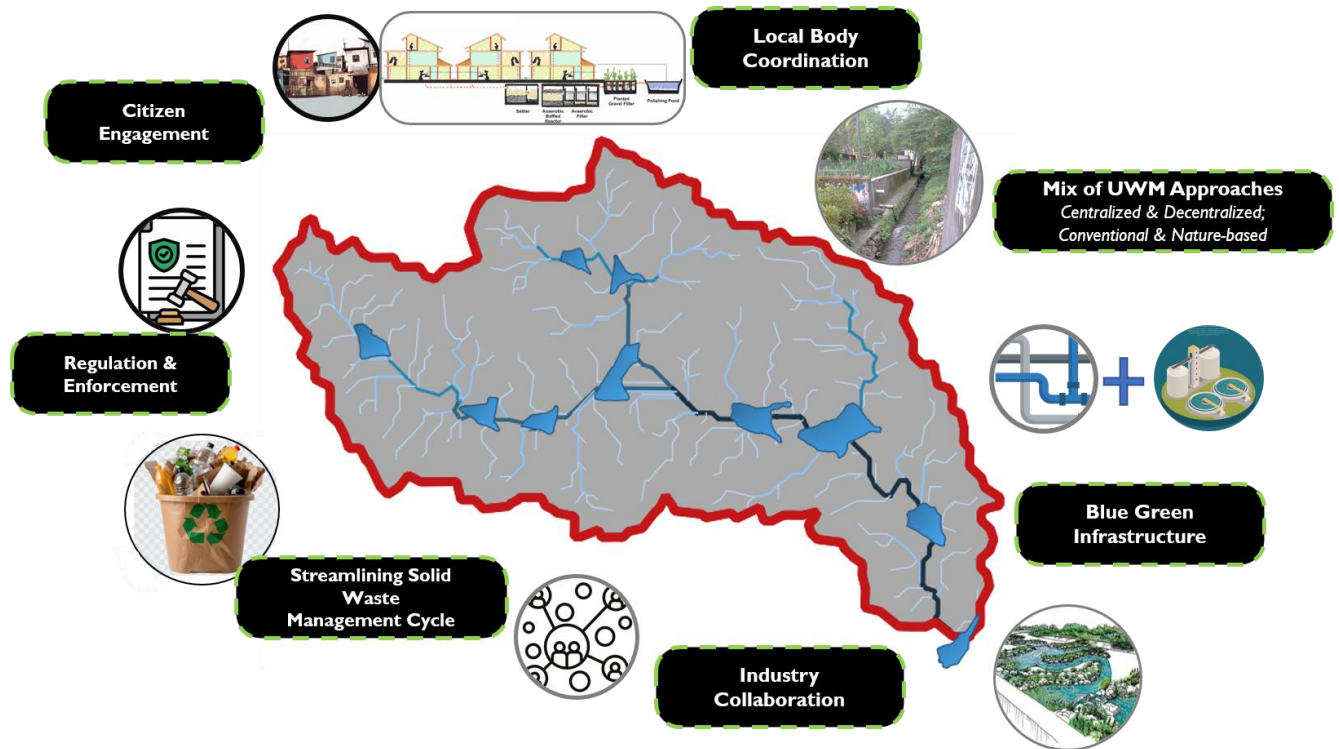 Local Body
Coordination
Settler
Anaerobic
Baffled
Reactor
Anaerobic
Filter
Planted
Gravel Filter
Polishing Pond
Citizen
Engagement
Mix of UWM Approaches
Centralized & Decentralized;
Conventional & Nature-based
Regulation &
Enforcement
Blue Green
Infrastructure
Streamlining Solid
Waste
Management Cycle
Industry
Collaboration